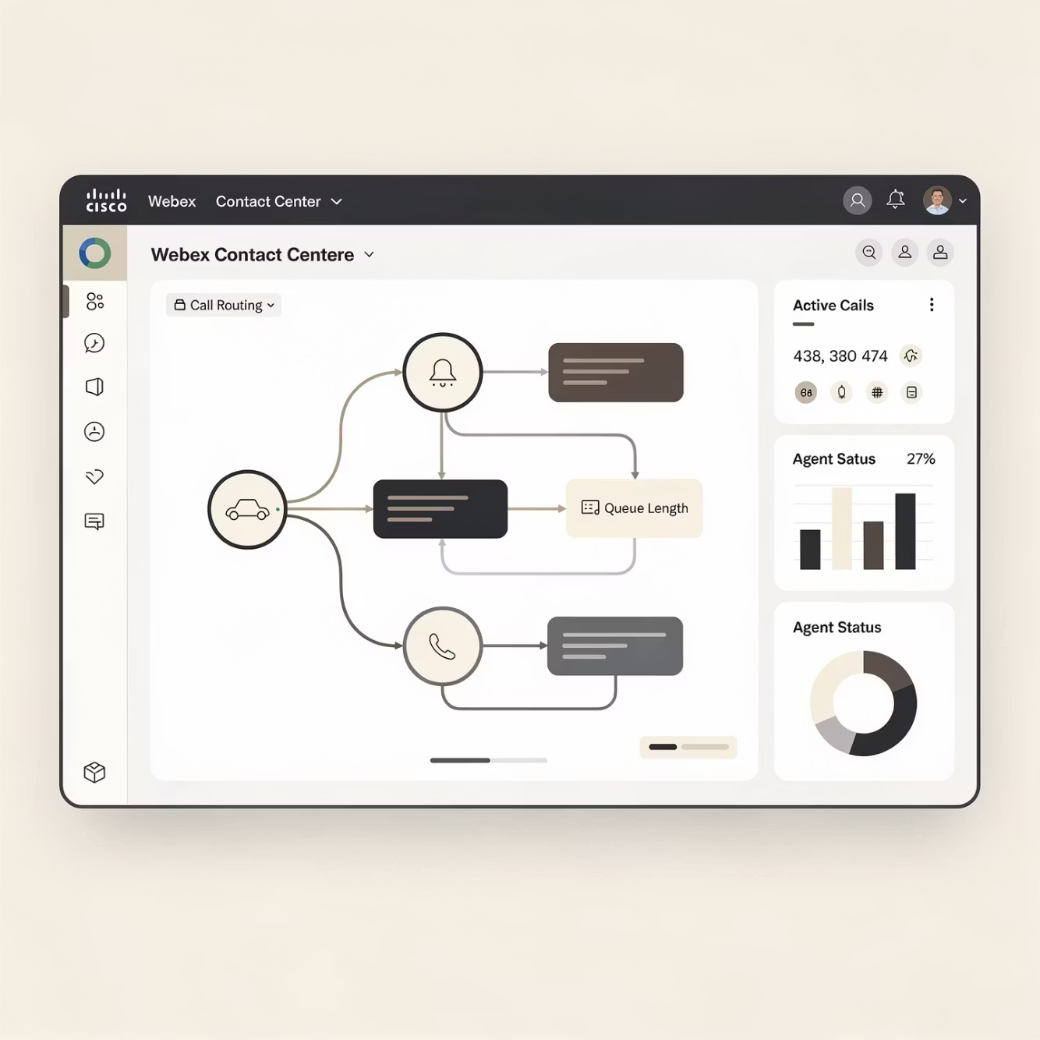 CISCO
Webex Contact Center
Webex Contact Centere
Call Routing
Queue Length
Active Cails
438, 380 474
Agent Satus 27%
Agent Status